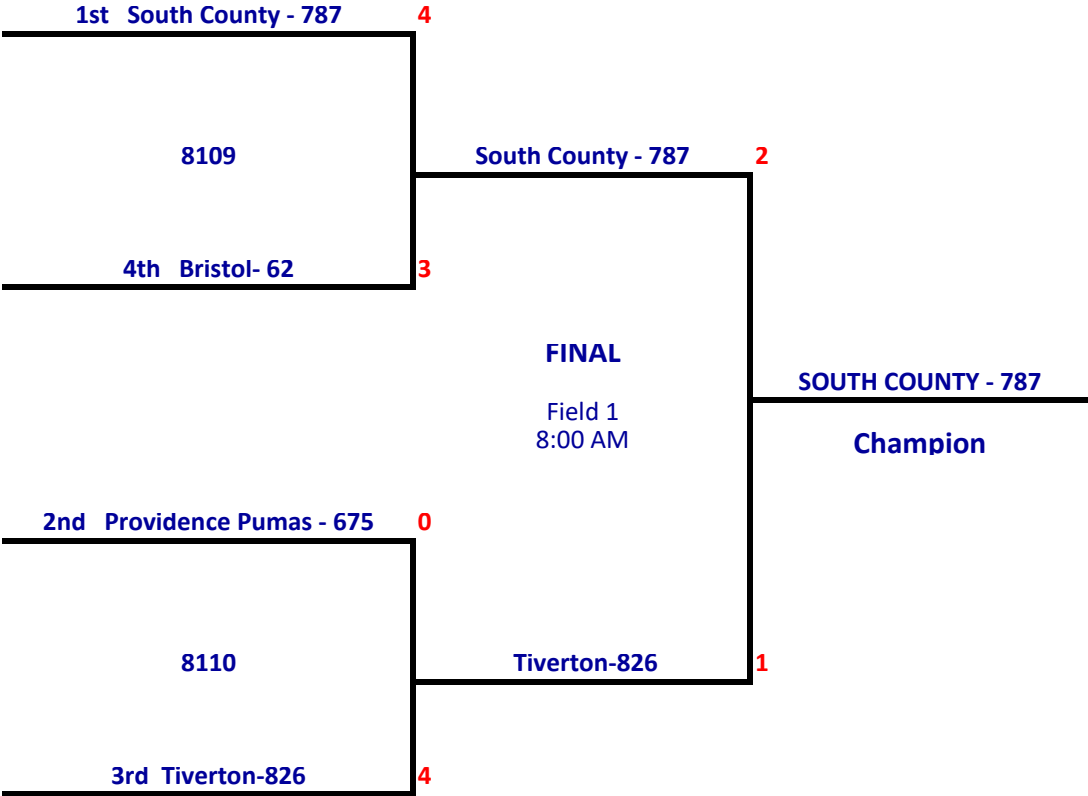 1st   South County - 787   4
8109
South County - 787   2
4th   Bristol- 62   3
FINAL
SOUTH COUNTY - 787
Field 1
8:00 AM
Champion
2nd   Providence Pumas - 675   0
8110
Tiverton-826   1
3rd  Tiverton-826   4